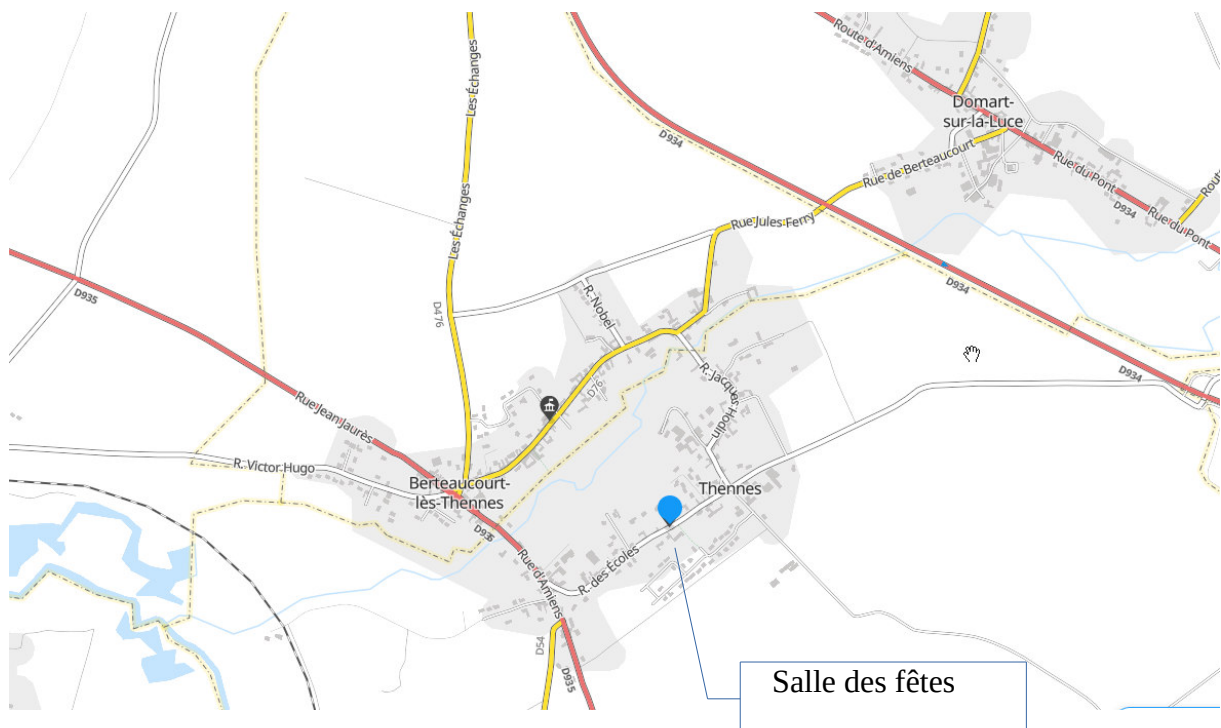 Route d'Amiens
Les Échanges
Domart-
sur-la-Luce
D934
Rue de Berteaucourt
Rue du Pont
D934
Rue du Pont
Route
Rue Jules Ferry
Les Échanges
D935
D476
R. Nobel
D934
D934
R. Jacques Hodin
D76
Rue Jean Jaurès
R. Victor Hugo
Berteaucourt-
lès-Thennes
Thennes
D935
Rue d'Amiens
R. des Écoles
D54
D935
Salle des fêtes